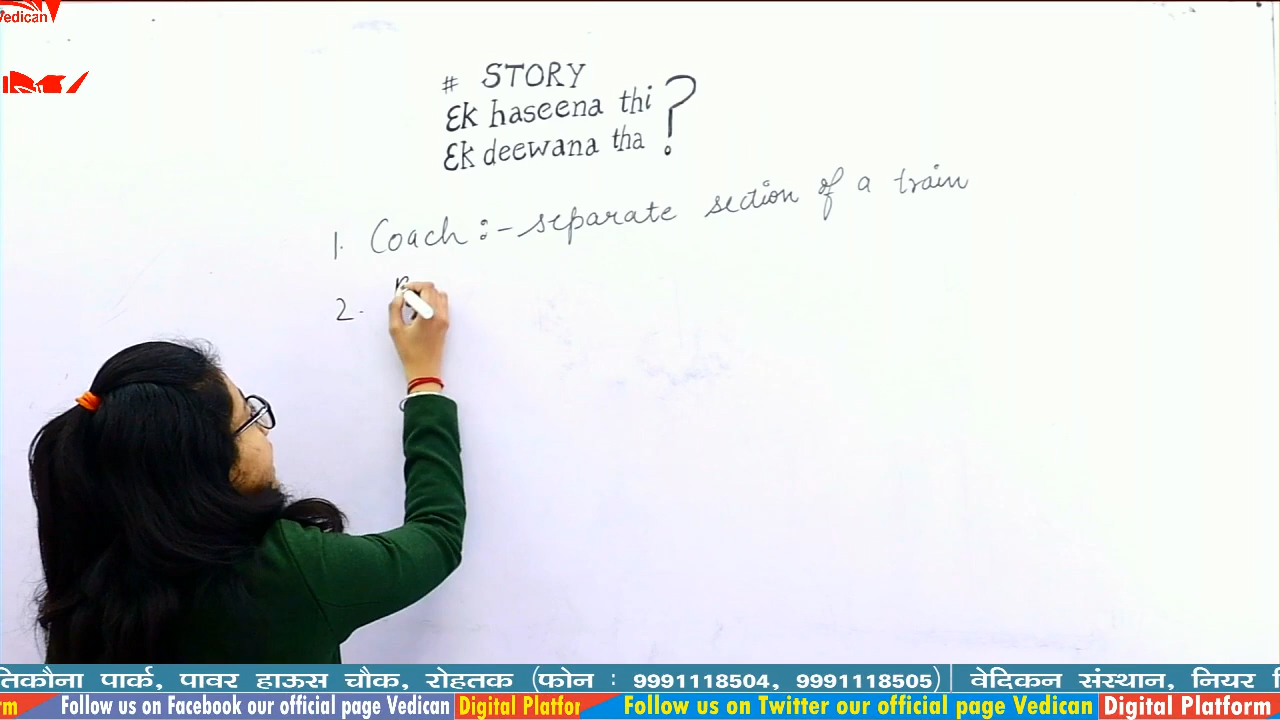 Vedican
# STORY
Ek haseena thi
Ek deewana tha ?
1. Coach :- separate section of a train
2.
तिकौना पार्क, पावर हाऊस चौक, रोहतक (फोन : 9991118504, 9991118505) | वेदिकन संस्थान, नियर
rm Follow us on Facebook our official page Vedican Digital Platfor Follow us on Twitter our official page Vedican Digital Platform